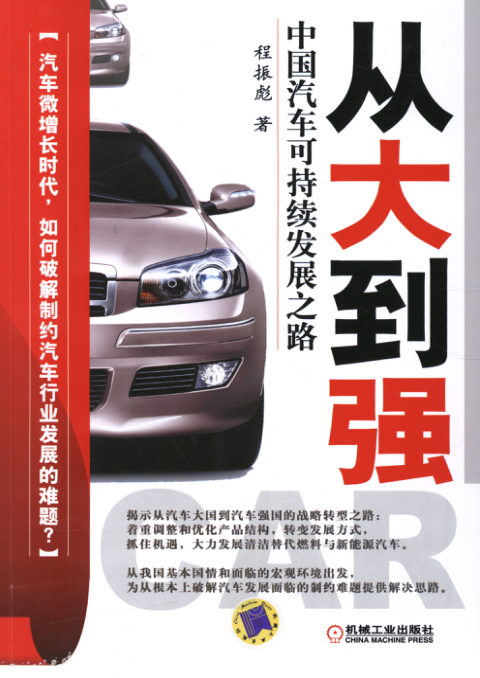 从大到强
中国汽车可持续发展之路
程振彪 著
【汽车微增长时代，如何破解制约汽车行业发展的难题？】
CAR
揭示从汽车大国到汽车强国的战略转型之路：
着重调整和优化产品结构，转变发展方式，
抓住机遇，大力发展清洁替代燃料与新能源汽车。
从我国基本国情和面临的宏观环境出发，
为从根本上破解汽车发展面临的制约难题提供解决思路。
机械工业出版社
CHINA MACHINE PRESS